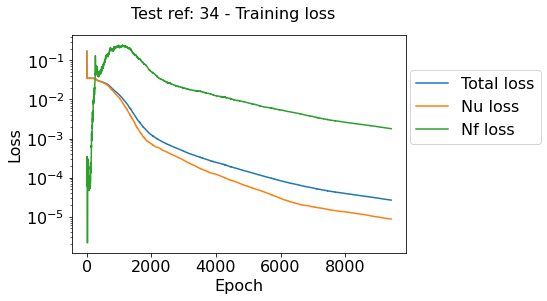 Test ref: 34 - Training loss
Loss
10⁻¹
10⁻²
10⁻³
10⁻⁴
10⁻⁵
0 2000 4000 6000 8000
Epoch
Total loss
Nu loss
Nf loss